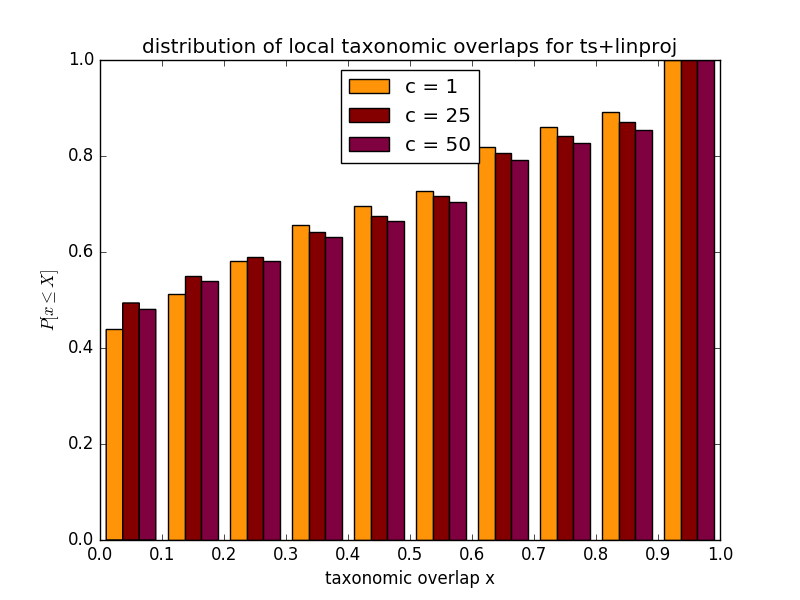 distribution of local taxonomic overlaps for ts+linproj
c = 1
c = 25
c = 50
1.0
0.8
0.6
0.4
0.2
0.0
P[x ≤ X]
0.0 0.1 0.2 0.3 0.4 0.5 0.6 0.7 0.8 0.9 1.0
taxonomic overlap x